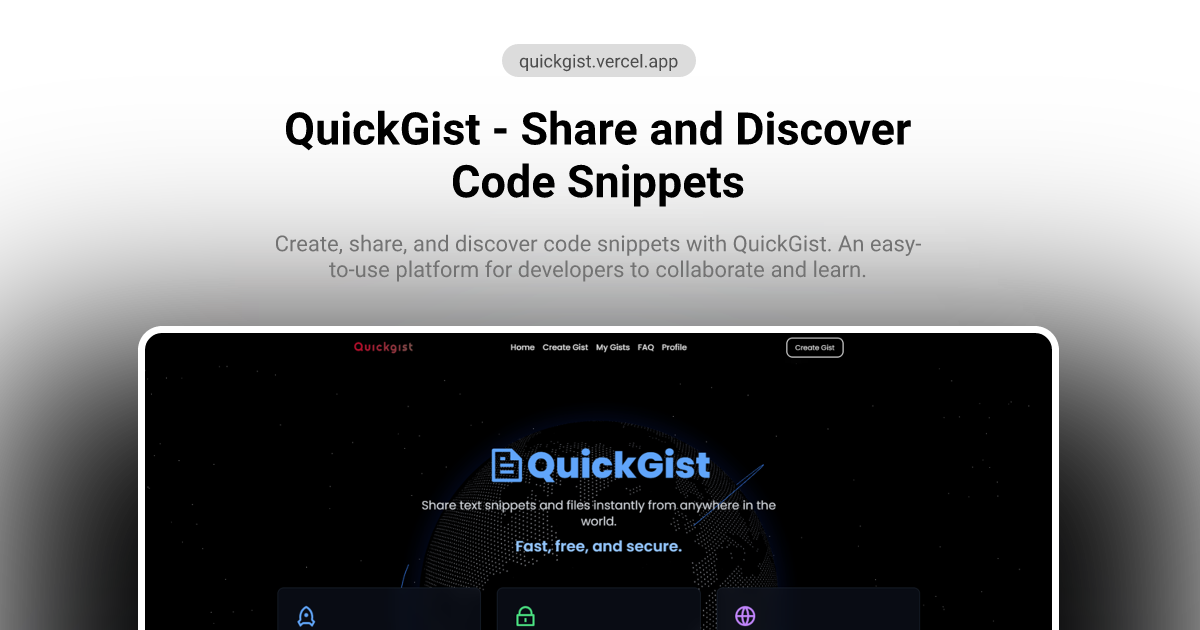 quickgist.vercel.app
QuickGist - Share and Discover
Code Snippets
Create, share, and discover code snippets with QuickGist. An easy-
to-use platform for developers to collaborate and learn.
Quickgist Home Create Gist My Gists FAQ Profile Create Gist
QuickGist
Share text snippets and files instantly from anywhere in the
world.
Fast, free, and secure.